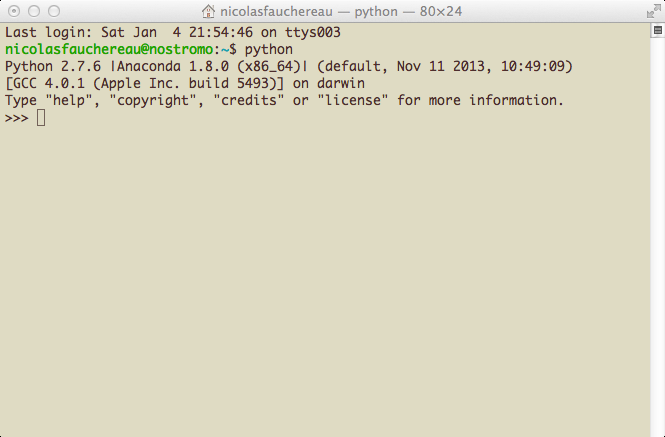 nicolasfauchereau — python — 80×24
Last login: Sat Jan  4 21:54:46 on ttys003
nicolasfauchereau@nostromo:~$ python
Python 2.7.6 |Anaconda 1.8.0 (x86_64)| (default, Nov 11 2013, 10:49:09)
[GCC 4.0.1 (Apple Inc. build 5493)] on darwin
Type "help", "copyright", "credits" or "license" for more information.
>>>